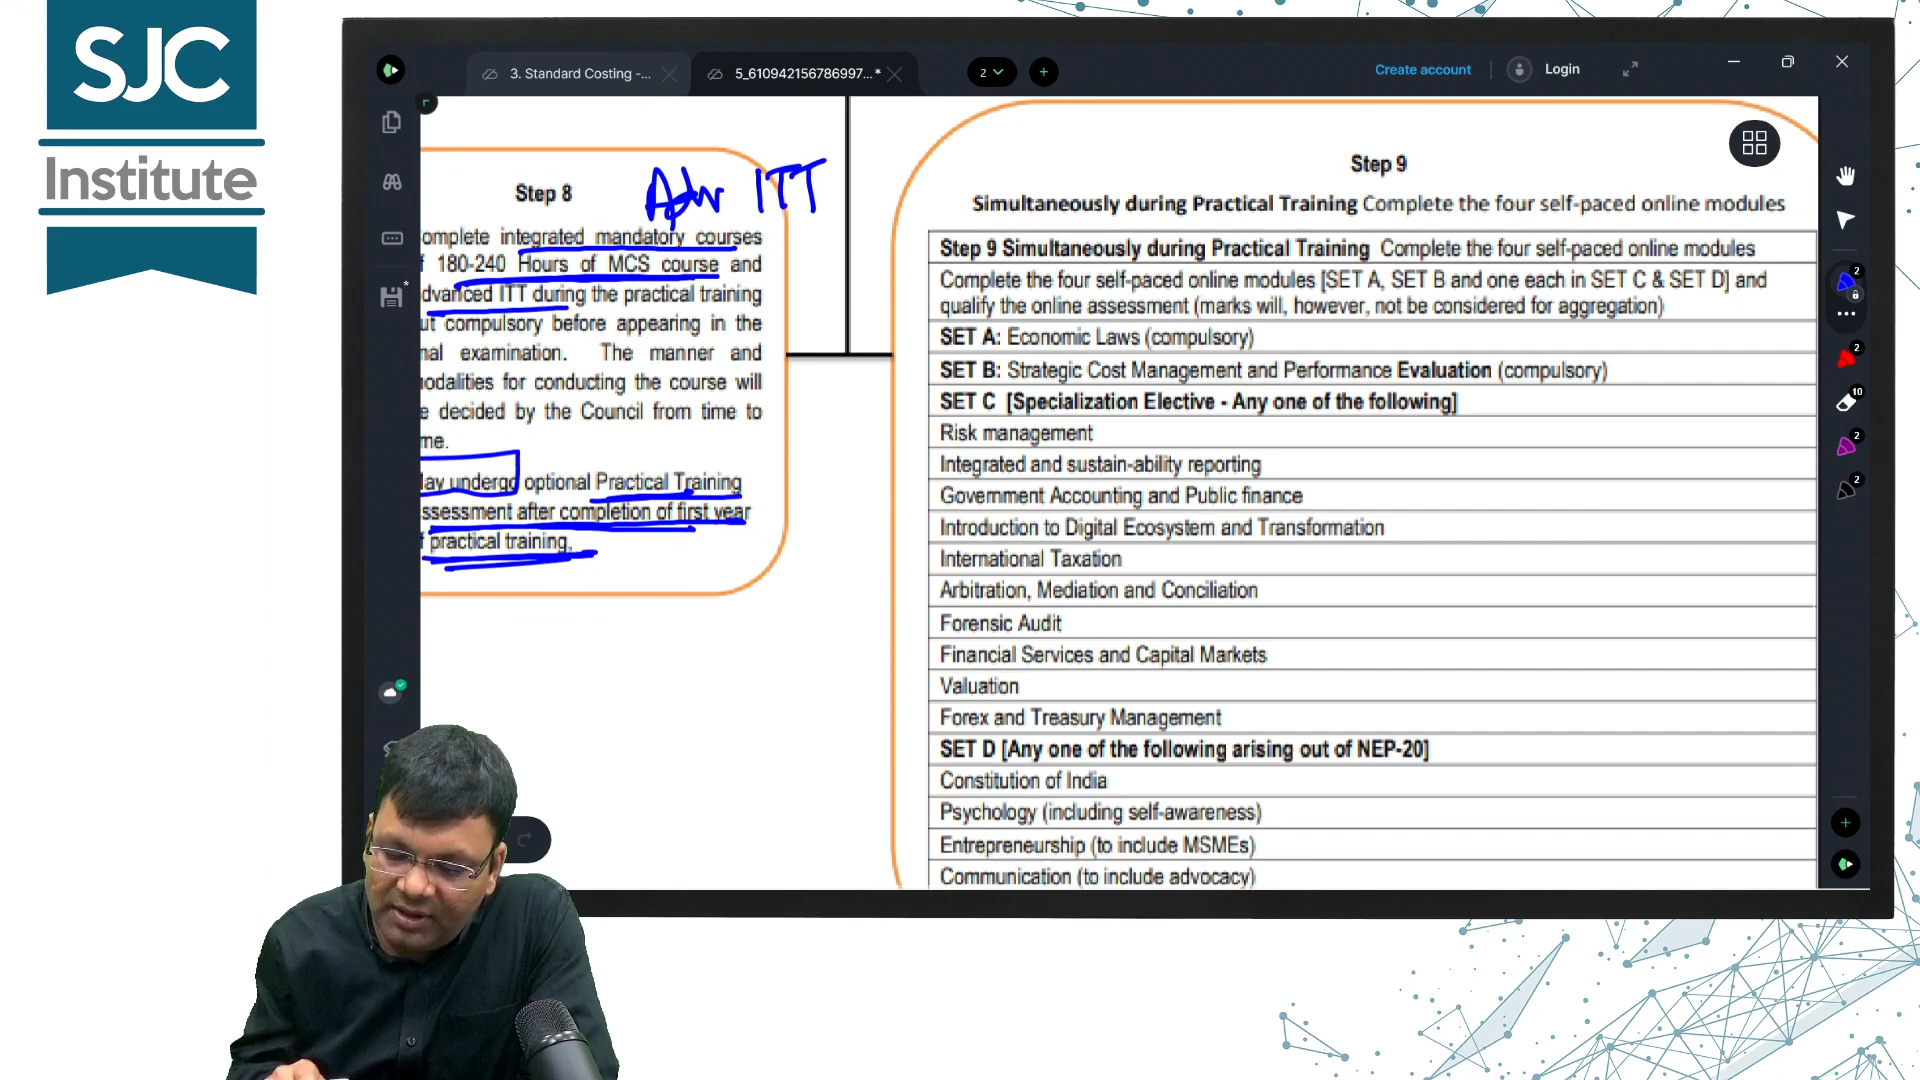 SJC
Institute
3. Standard Costing -...
5_610942156786997... *
2
Create account
Login
Step 8
Adv ITT
omplete integrated mandatory courses
f 180-240 Hours of MCS course and
dvanced ITT during the practical training
ut compulsory before appearing in the
nal examination. The manner and
nodalities for conducting the course will
e decided by the Council from time to
me.
lay undergo optional Practical Training
ssessment after completion of first year
f practical training.
Step 9
Simultaneously during Practical Training Complete the four self-paced online modules
Step 9 Simultaneously during Practical Training Complete the four self-paced online modules
Complete the four self-paced online modules [SET A, SET B and one each in SET C & SET D] and
qualify the online assessment (marks will, however, not be considered for aggregation)
SET A: Economic Laws (compulsory)
SET B: Strategic Cost Management and Performance Evaluation (compulsory)
SET C [Specialization Elective - Any one of the following]
Risk management
Integrated and sustain-ability reporting
Government Accounting and Public finance
Introduction to Digital Ecosystem and Transformation
International Taxation
Arbitration, Mediation and Conciliation
Forensic Audit
Financial Services and Capital Markets
Valuation
Forex and Treasury Management
SET D [Any one of the following arising out of NEP-20]
Constitution of India
Psychology (including self-awareness)
Entrepreneurship (to include MSMEs)
Communication (to include advocacy)
2
2
10
2
2